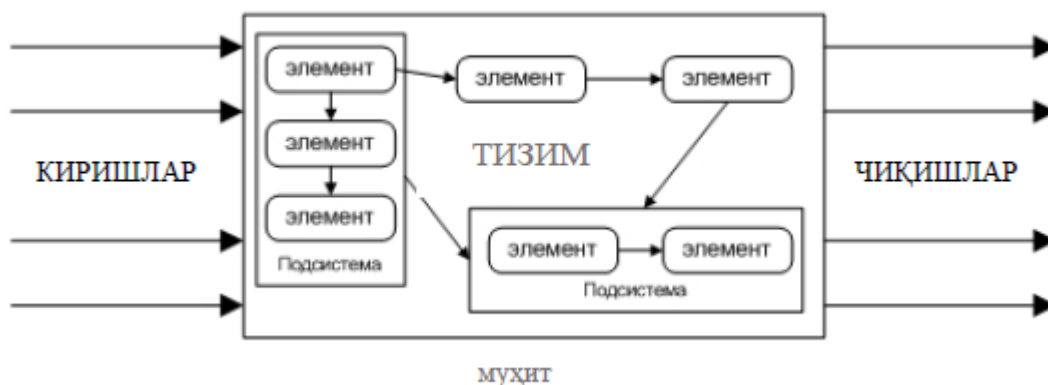 элемент
элемент
элемент
Подсистема
элемент
элемент
ТИЗИМ
КИРИШЛАР
ЧИҚИШЛАР
элемент
элемент
Подсистема
муҳит